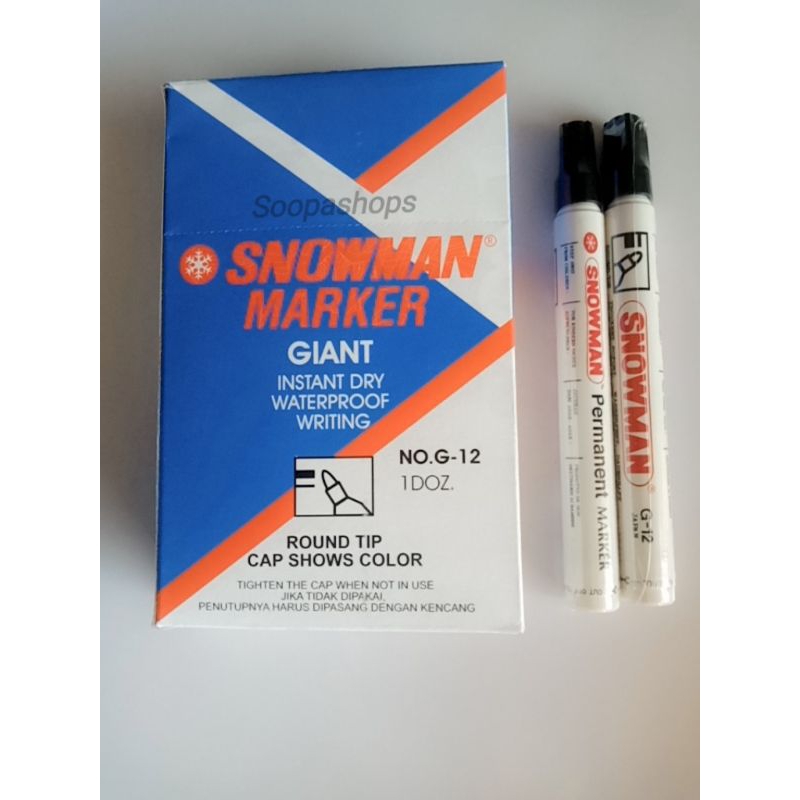 Soopashops
SNOWMAN®
MARKER
GIANT
INSTANT DRY
WATERPROOF
WRITING
NO.G-12
1DOZ.
ROUND TIP
CAP SHOWS COLOR
TIGHTEN THE CAP WHEN NOT IN USE
JIKA TIDAK DIPAKAI,
PENUTUPNYA HARUS DIPASANG DENGAN KENCANG
SNOWMAN
Permanent MARKER
SNOWMAN
G-12